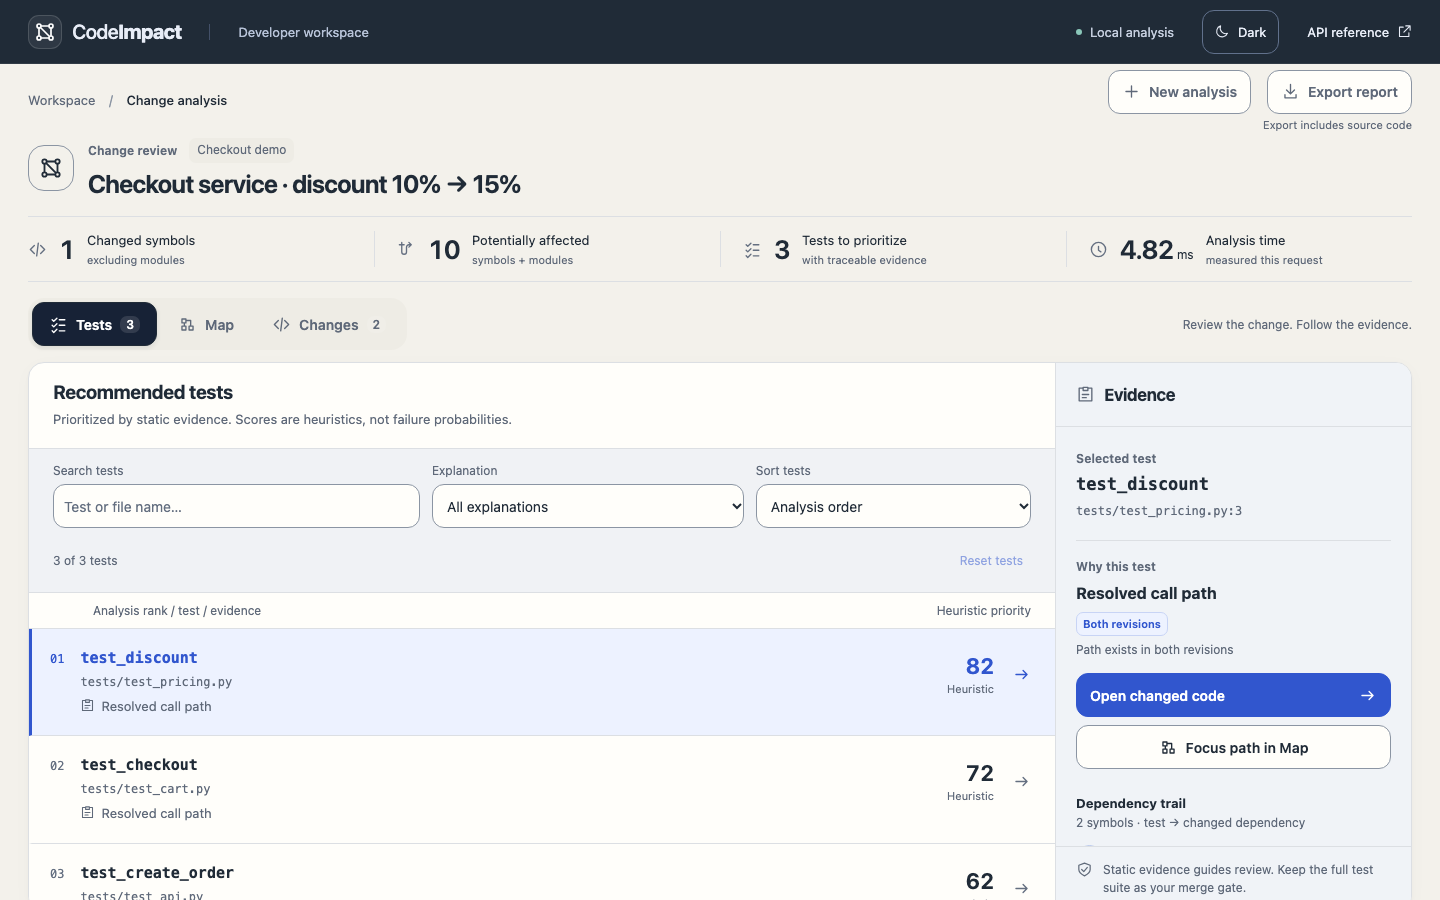 CodeImpact
Developer workspace
Local analysis
Dark
API reference
Workspace / Change analysis
New analysis
Export report
Export includes source code
Change review
Checkout demo
Checkout service · discount 10% → 15%
1
Changed symbols
excluding modules
10
Potentially affected
symbols + modules
3
Tests to prioritize
with traceable evidence
4.82 ms
Analysis time
measured this request
Tests 3
Map
Changes 2
Review the change. Follow the evidence.
Recommended tests
Prioritized by static evidence. Scores are heuristics, not failure probabilities.
Search tests
Test or file name...
Explanation
All explanations
Sort tests
Analysis order
3 of 3 tests
Reset tests
Analysis rank / test / evidence
Heuristic priority
01
test_discount
tests/test_pricing.py
Resolved call path
82
Heuristic
→
02
test_checkout
tests/test_cart.py
Resolved call path
72
Heuristic
→
03
test_create_order
tests/test_api.py
62
→
Evidence
Selected test
test_discount
tests/test_pricing.py:3
Why this test
Resolved call path
Both revisions
Path exists in both revisions
Open changed code →
Focus path in Map
Dependency trail
2 symbols · test → changed dependency
Static evidence guides review. Keep the full test
suite as your merge gate.